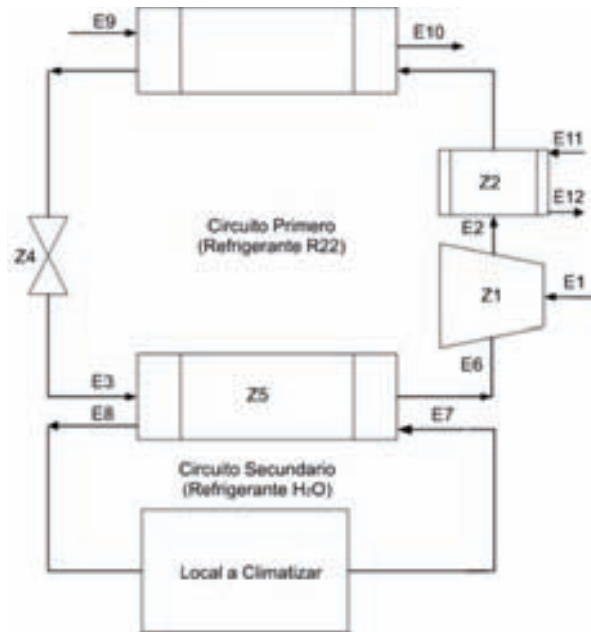 E9
E10
E11
Z2
E12
E2
Circuito Primero
(Refrigerante R22)
Z4
Z1
E1
E6
E3
Z5
E8
E7
Circuito Secundario
(Refrigerante H₂O)
Local a Climatizar